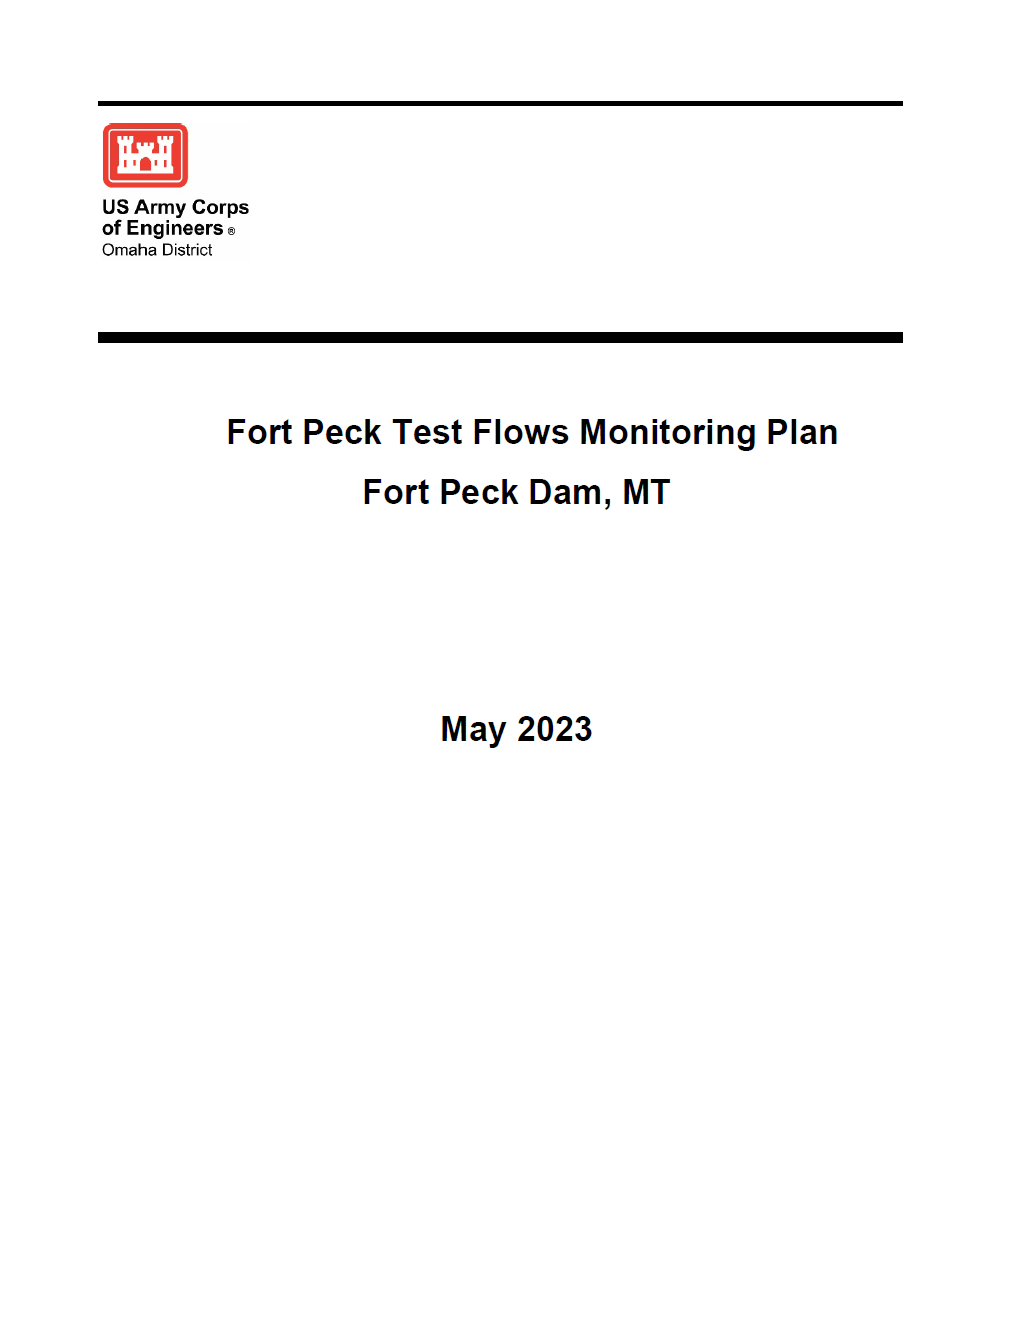 US Army Corps
of Engineers ®
Omaha District
Fort Peck Test Flows Monitoring Plan
Fort Peck Dam, MT
May 2023